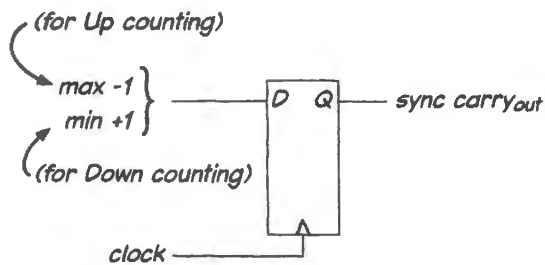 (for Up counting)
max -1
min +1
(for Down counting)
D Q
sync carryout
clock